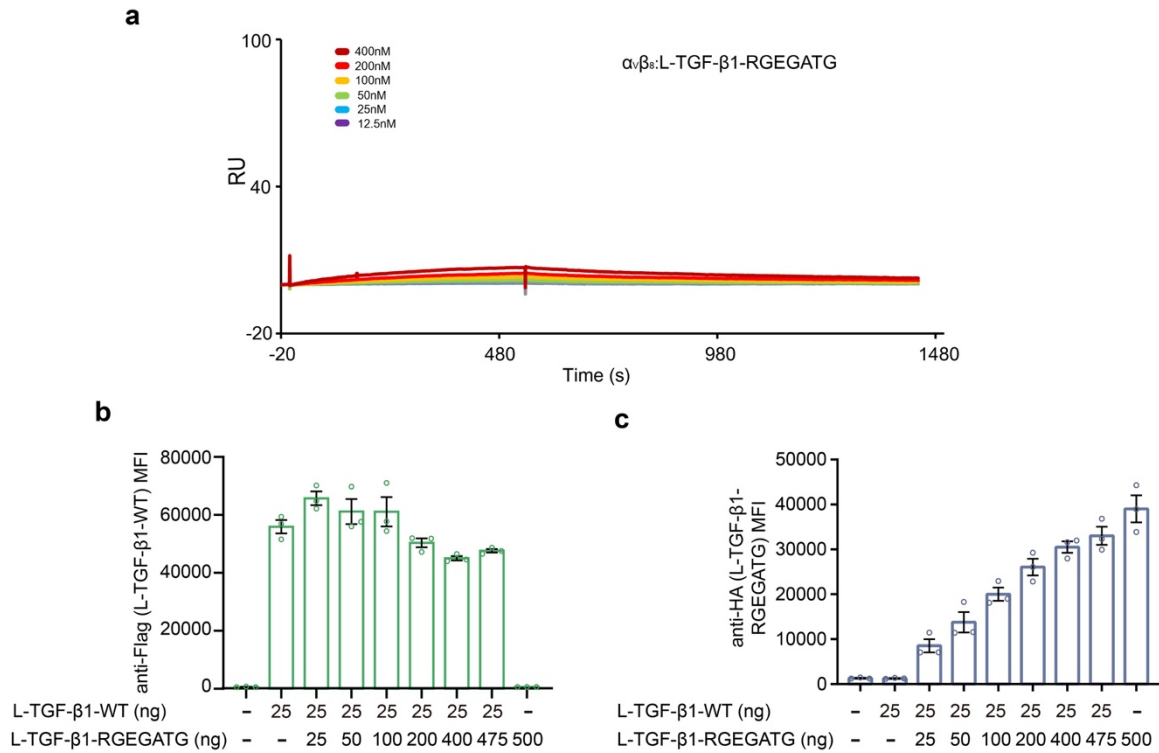 a
100
40
-20
RU
400nM
200nM
100nM
50nM
25nM
12.5nM
αᵥβ₈:L-TGF-β1-RGEGATG
-20 480 980 1480
Time (s)
b
anti-Flag (L-TGF-β1-WT) MFI
80000
60000
40000
20000
0
L-TGF-β1-WT (ng) – 25 25 25 25 25 25 25 –
L-TGF-β1-RGEGATG (ng) – – 25 50 100 200 400 475 500
c
anti-HA (L-TGF-β1-
RGEGATG) MFI
50000
40000
30000
20000
10000
0
L-TGF-β1-WT (ng) – 25 25 25 25 25 25 25 –
L-TGF-β1-RGEGATG (ng) – – 25 50 100 200 400 475 500